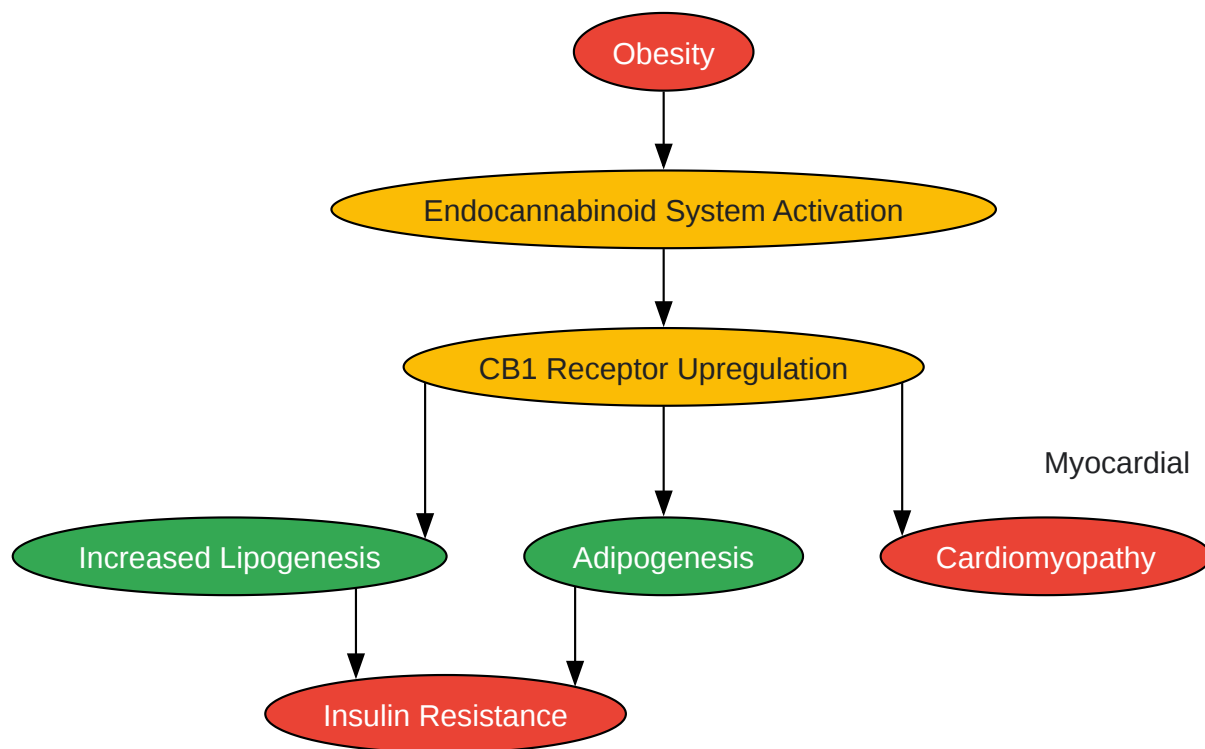 Obesity
Endocannabinoid System Activation
CB1 Receptor Upregulation
Myocardial
Increased Lipogenesis
Adipogenesis
Cardiomyopathy
Insulin Resistance